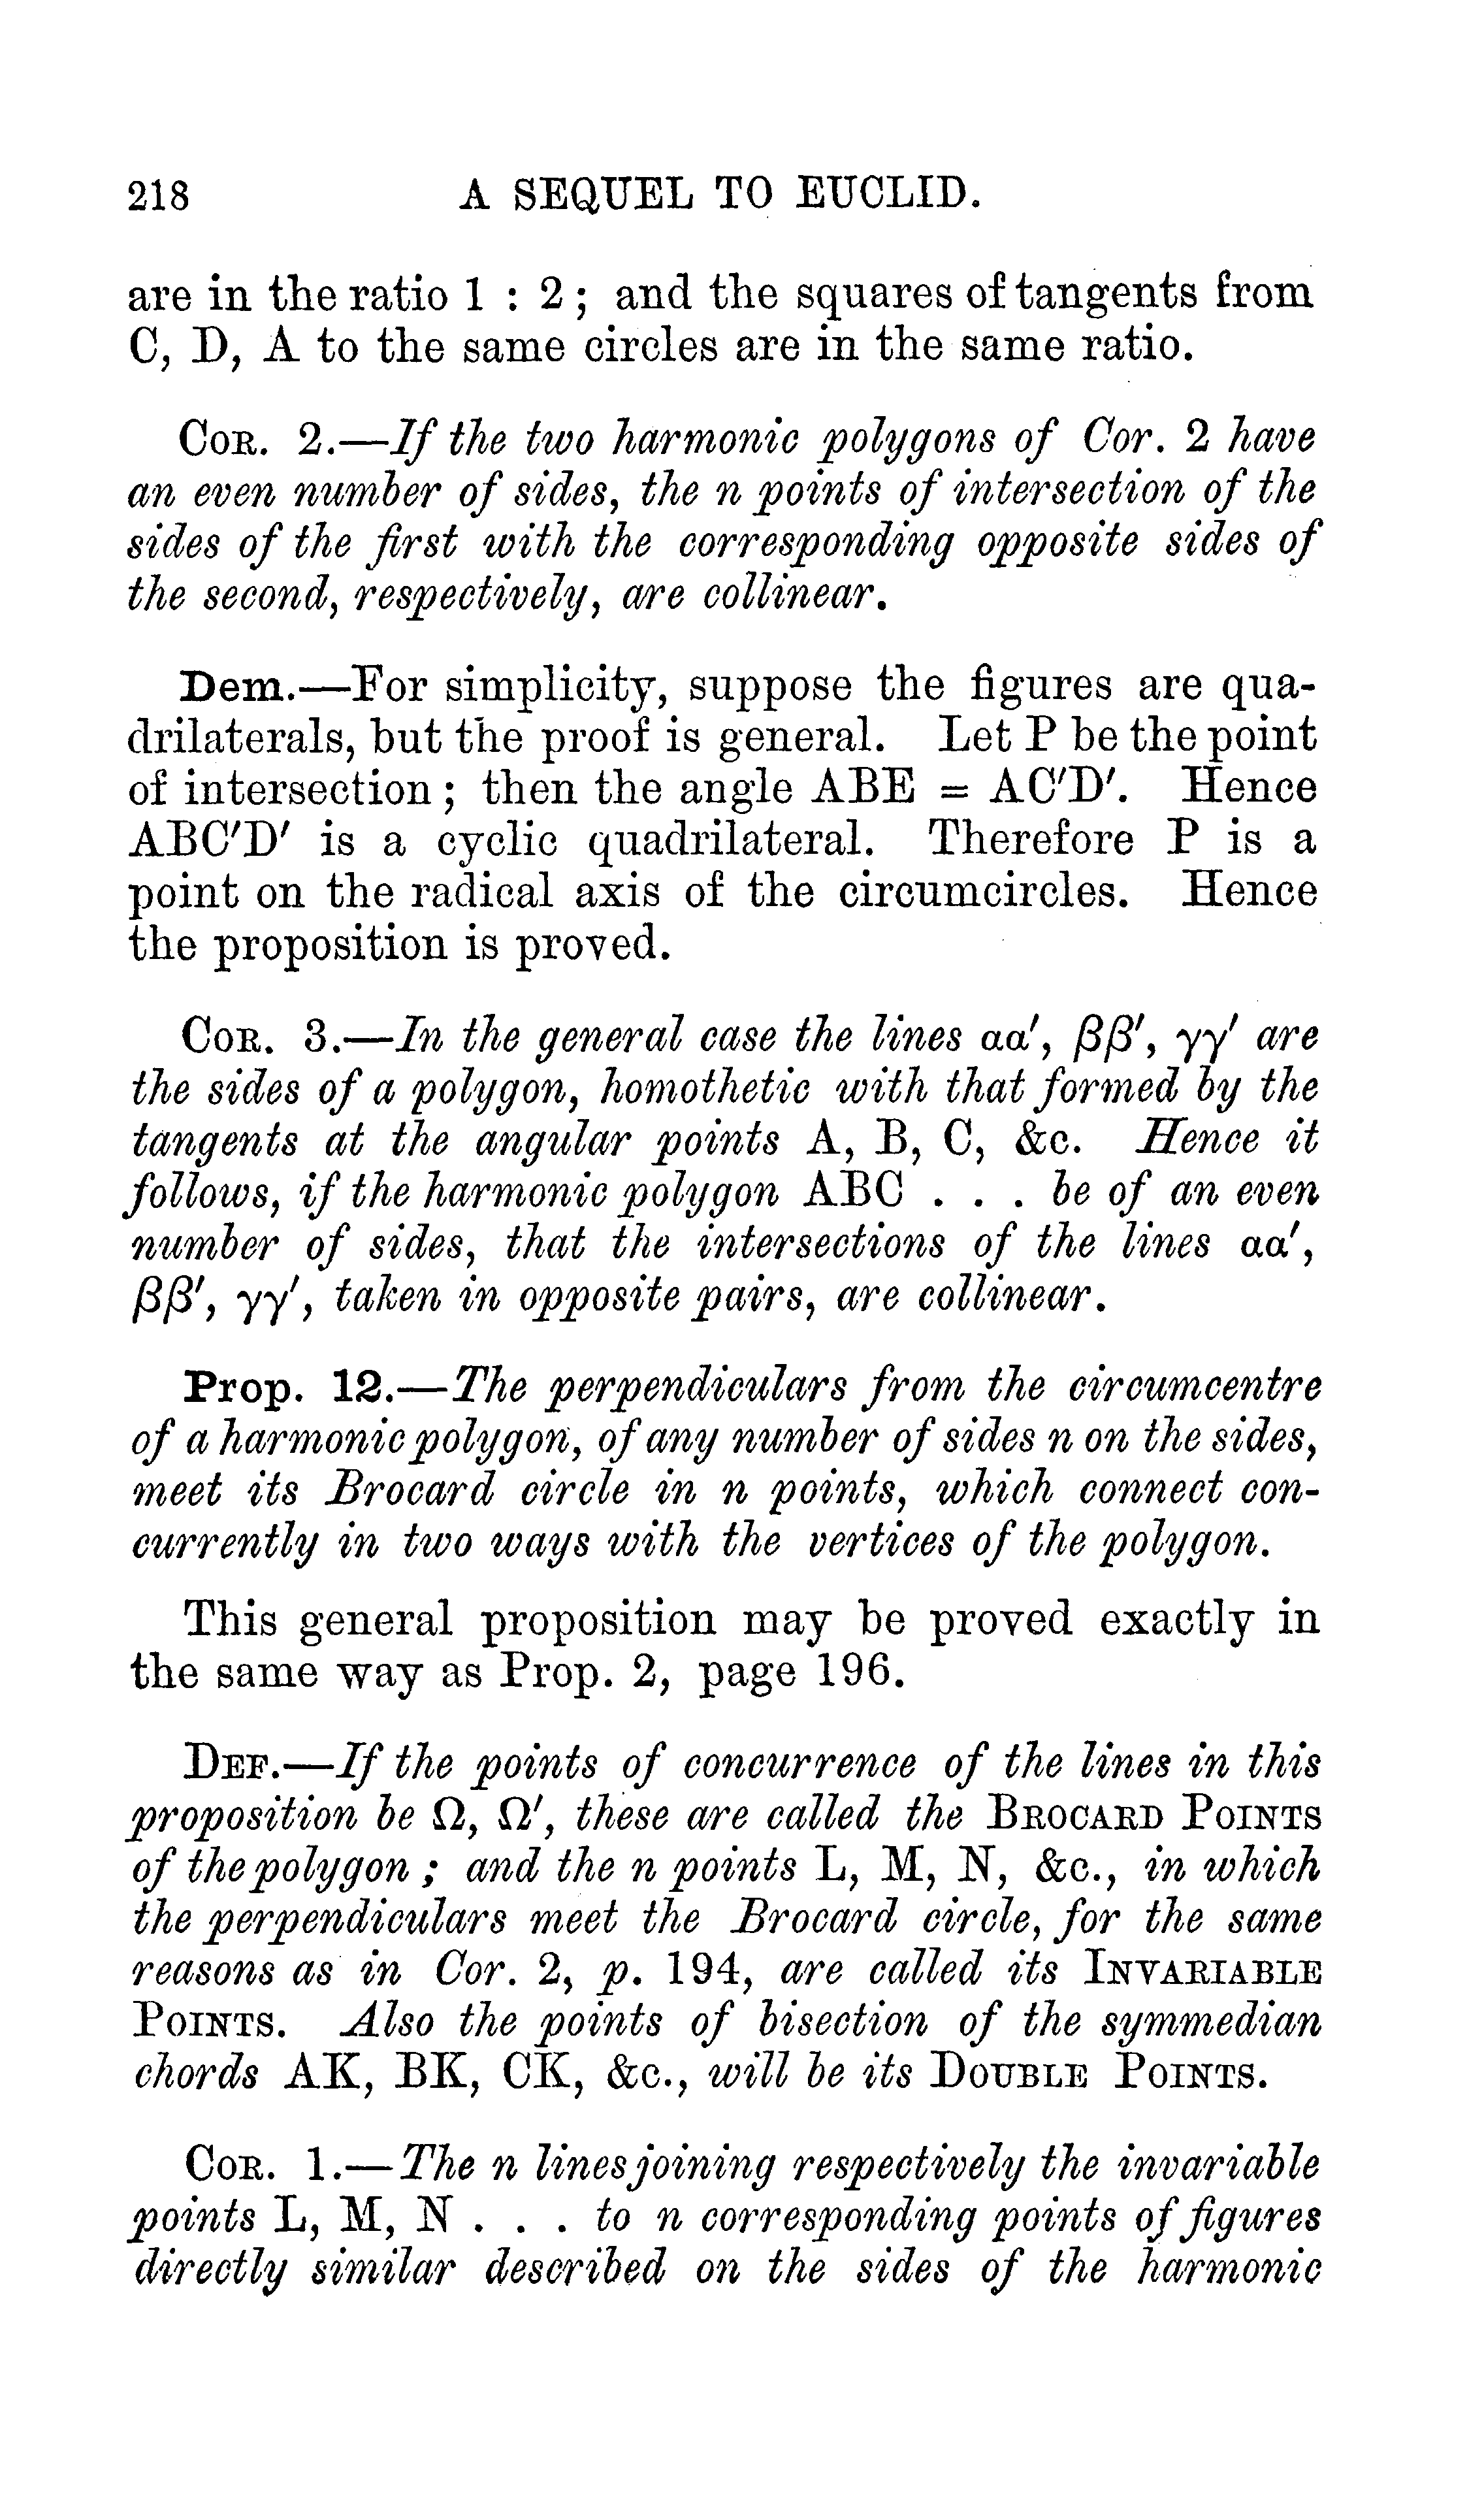 218 A SEQUEL TO EUCLID.
are in the ratio 1 : 2; and the squares of tangents from
C, D, A to the same circles are in the same ratio.
Cor. 2.—If the two harmonic polygons of Cor. 2 have
an even number of sides, the n points of intersection of the
sides of the first with the corresponding opposite sides of
the second, respectively, are collinear.
Dem.—For simplicity, suppose the figures are qua-
drilaterals, but the proof is general. Let P be the point
of intersection; then the angle ABE = AC′D′. Hence
ABC′D′ is a cyclic quadrilateral. Therefore P is a
point on the radical axis of the circumcircles. Hence
the proposition is proved.
Cor. 3.—In the general case the lines αα′, ββ′, γγ′ are
the sides of a polygon, homothetic with that formed by the
tangents at the angular points A, B, C, &c. Hence it
follows, if the harmonic polygon ABC . . . be of an even
number of sides, that the intersections of the lines αα′,
ββ′, γγ′, taken in opposite pairs, are collinear.
Prop. 12.—The perpendiculars from the circumcentre
of a harmonic polygon, of any number of sides n on the sides,
meet its Brocard circle in n points, which connect con-
currently in two ways with the vertices of the polygon.
This general proposition may be proved exactly in
the same way as Prop. 2, page 196.
Def.—If the points of concurrence of the lines in this
proposition be Ω, Ω′, these are called the Brocard Points
of the polygon; and the n points L, M, N, &c., in which
the perpendiculars meet the Brocard circle, for the same
reasons as in Cor. 2, p. 194, are called its Invariable
Points. Also the points of bisection of the symmedian
chords AK, BK, CK, &c., will be its Double Points.
Cor. 1.—The n lines joining respectively the invariable
points L, M, N . . . to n corresponding points of figures
directly similar described on the sides of the harmonic